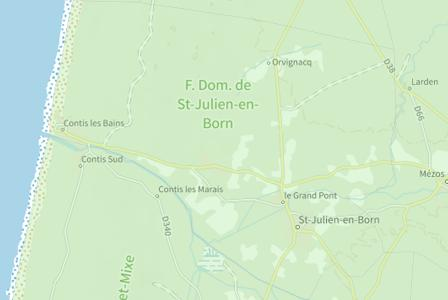 Orvignacq
D38
Larden
F. Dom. de
St-Julien-en-
Born
D66
Contis les Bains
Contis Sud
Mézos
Contis les Marais
le Grand Pont
St-Julien-en-Born
D340
et-Mixe